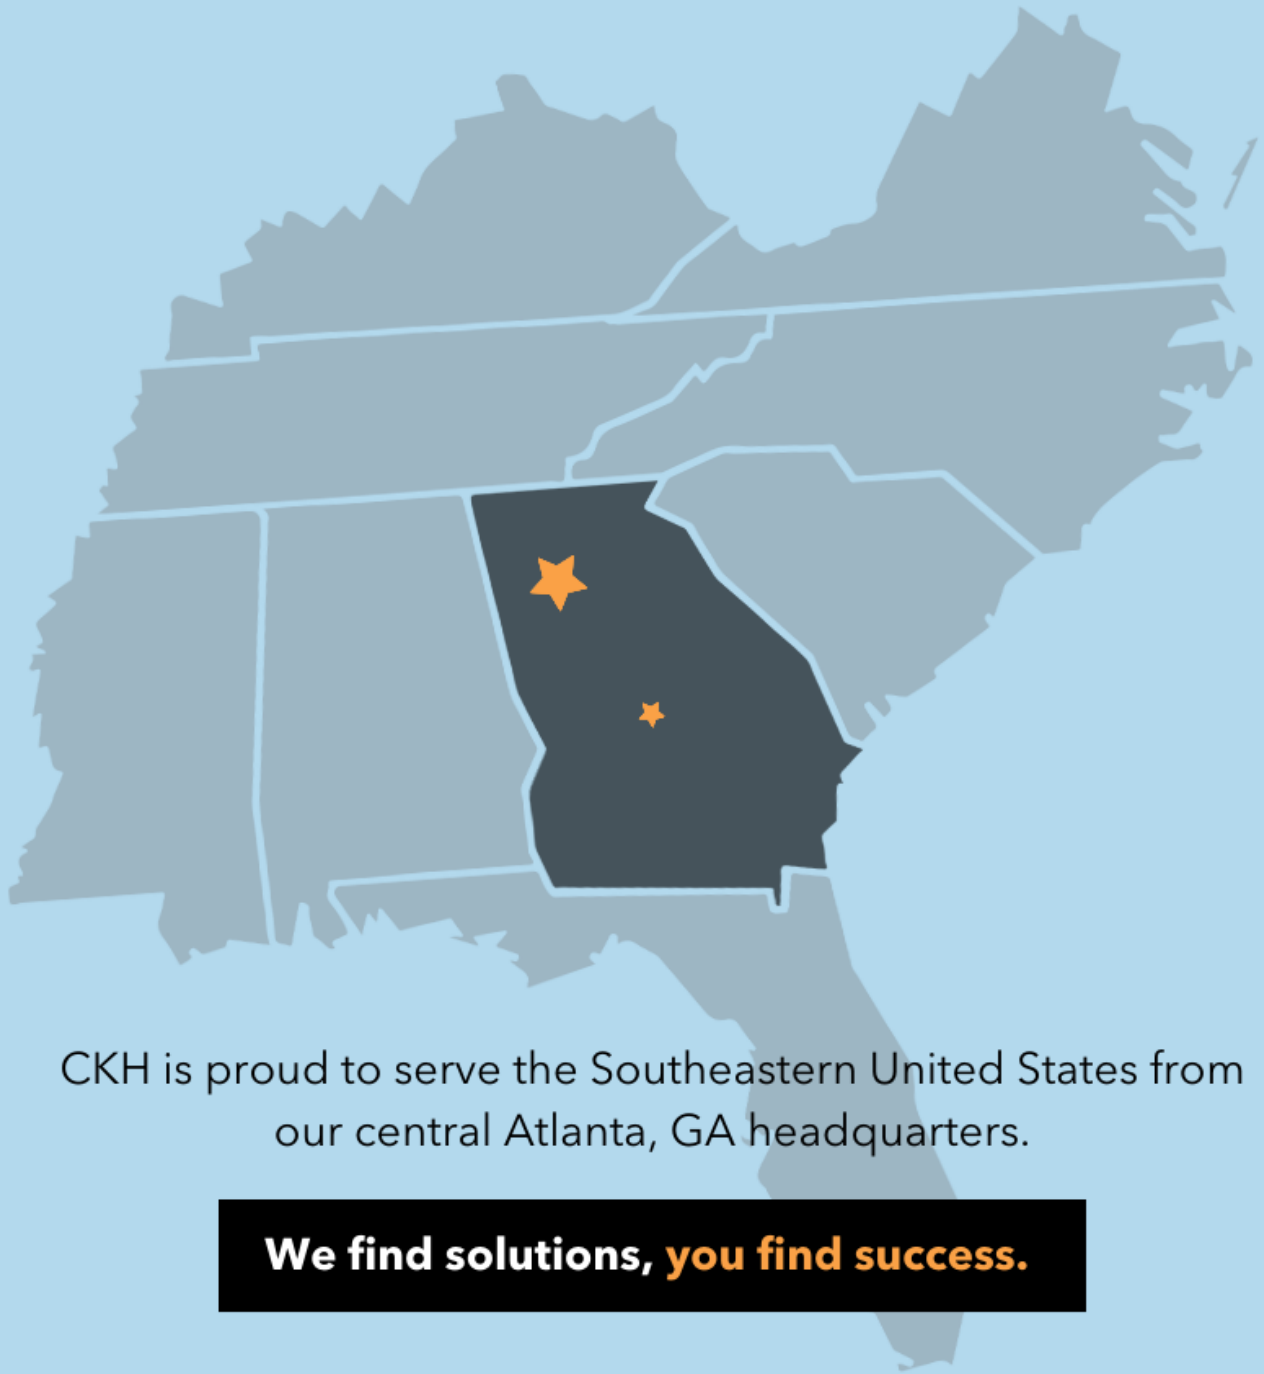 CKH is proud to serve the Southeastern United States from
our central Atlanta, GA headquarters.
We find solutions, you find success.